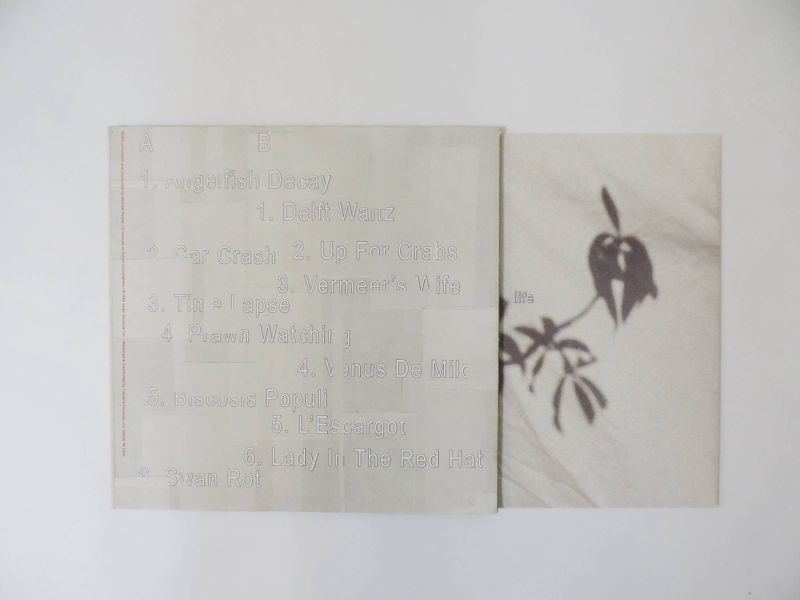 A B
1. Angelfish Decay
1. Delft Waltz
2. Car Crash 2. Up For Crabs
3. Vermeer's Wife
3. Time Lapse
4 Prawn Watching
4. Venus De Milo
5. Discosis Populi
5. L'Escargot
6. Lady In The Red Hat
6. Swan Rot
life